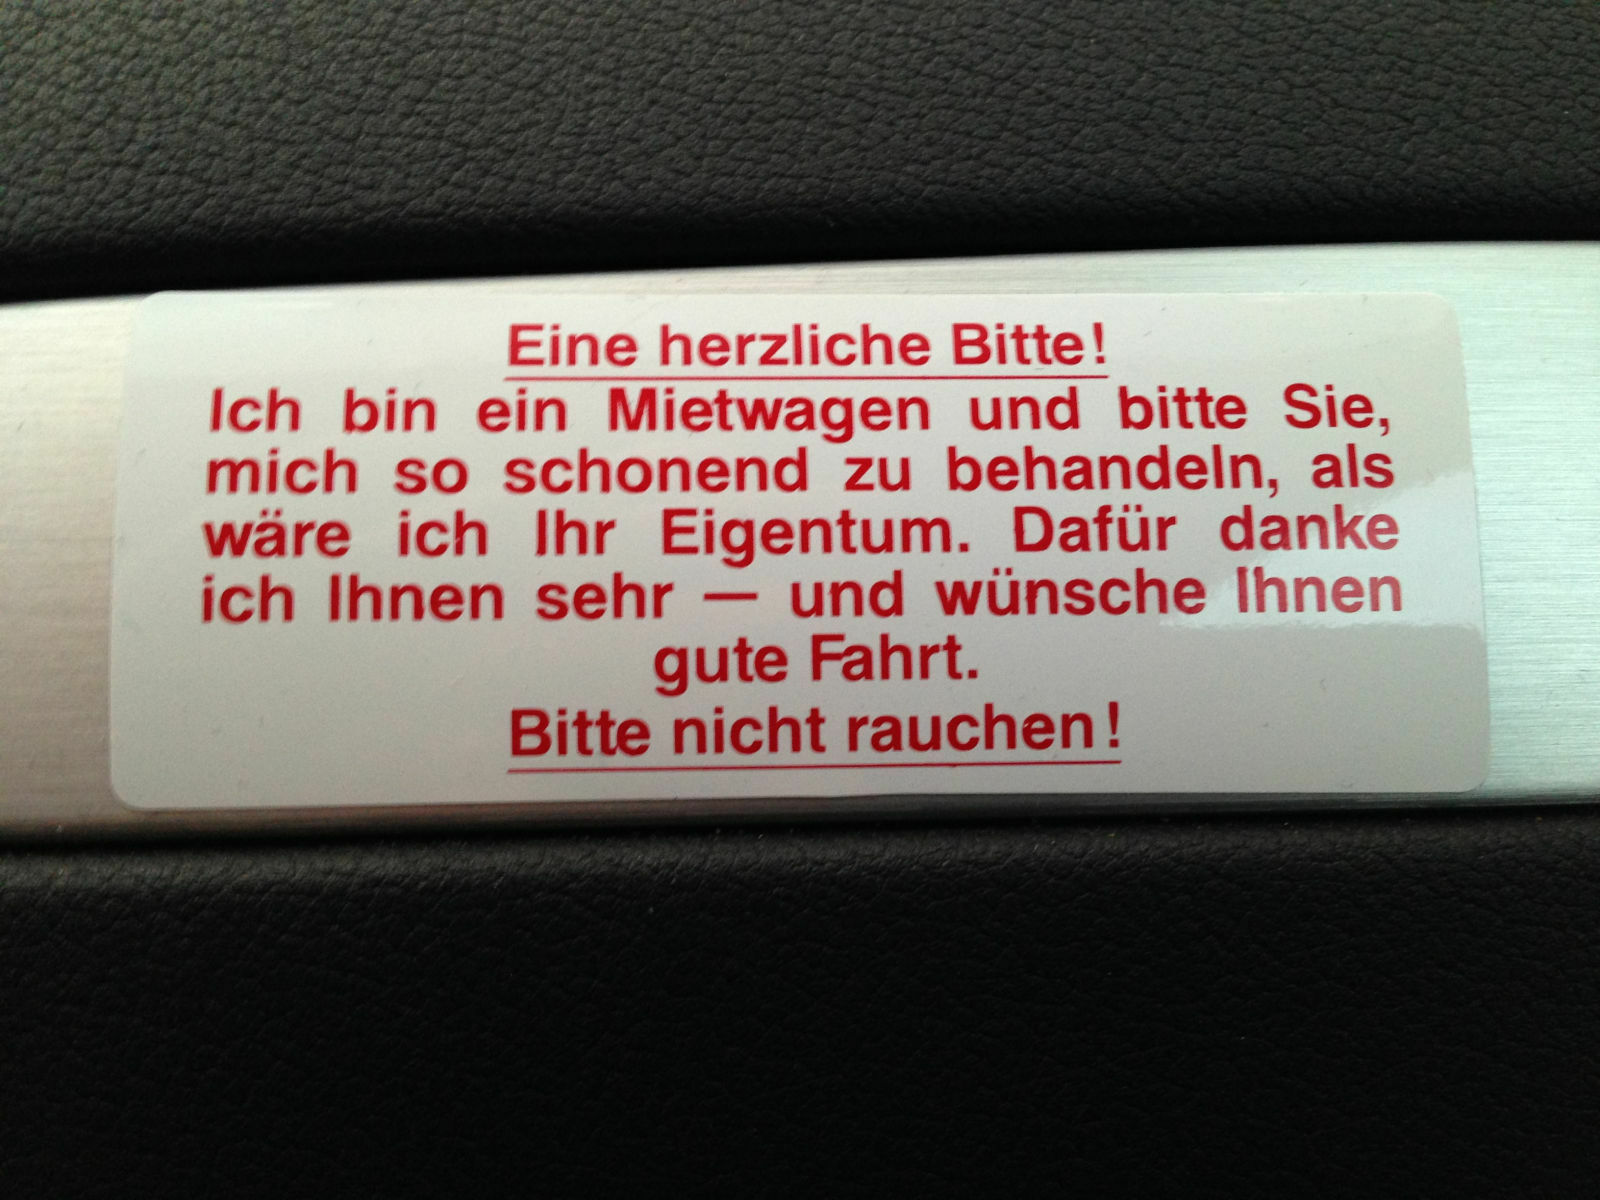 Eine herzliche Bitte!
Ich bin ein Mietwagen und bitte Sie,
mich so schonend zu behandeln, als
wäre ich Ihr Eigentum. Dafür danke
ich Ihnen sehr — und wünsche Ihnen
gute Fahrt.
Bitte nicht rauchen!